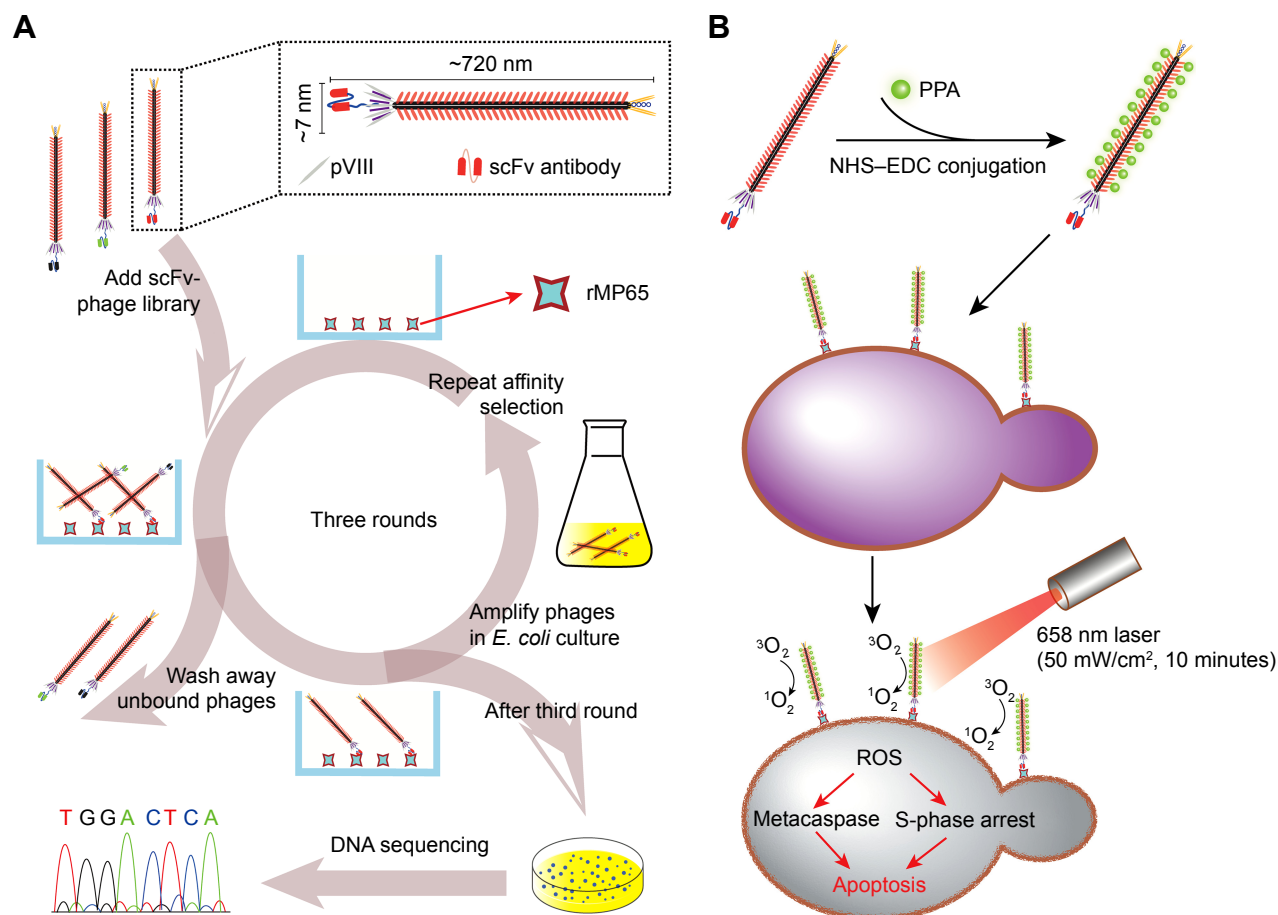 A
~720 nm
~7 nm
pVIII
scFv antibody
Add scFv-
phage library
rMP65
Repeat affinity
selection
Three rounds
Amplify phages
in E. coli culture
Wash away
unbound phages
After third round
TGGACTCA
DNA sequencing
B
PPA
NHS–EDC conjugation
658 nm laser
(50 mW/cm², 10 minutes)
³O₂
¹O₂
³O₂
¹O₂
³O₂
¹O₂
ROS
Metacaspase
S-phase arrest
Apoptosis